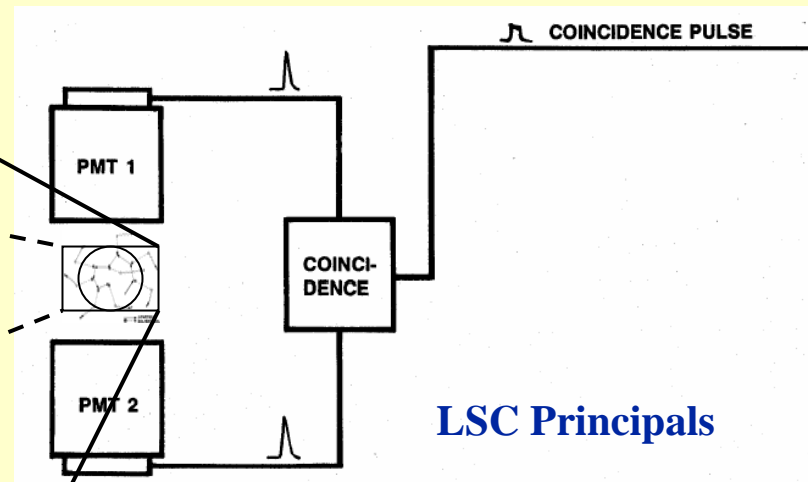 COINCIDENCE PULSE
PMT 1
COINCI-
DENCE
PMT 2
LSC Principals